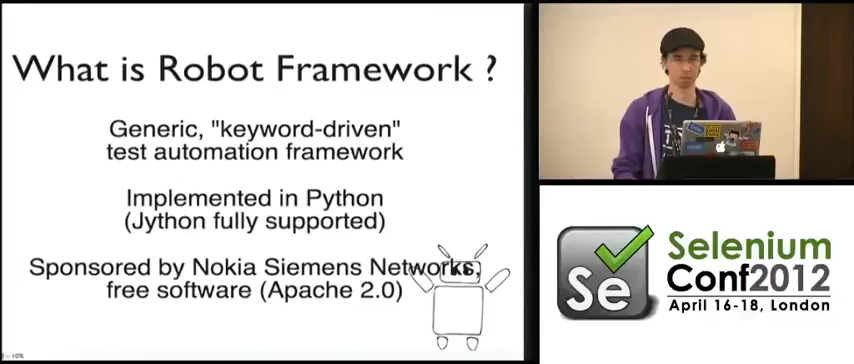 What is Robot Framework ?
Generic, "keyword-driven"
test automation framework
Implemented in Python
(Jython fully supported)
Sponsored by Nokia Siemens Networks,
free software (Apache 2.0)
Se
Selenium
Conf2012
April 16-18, London